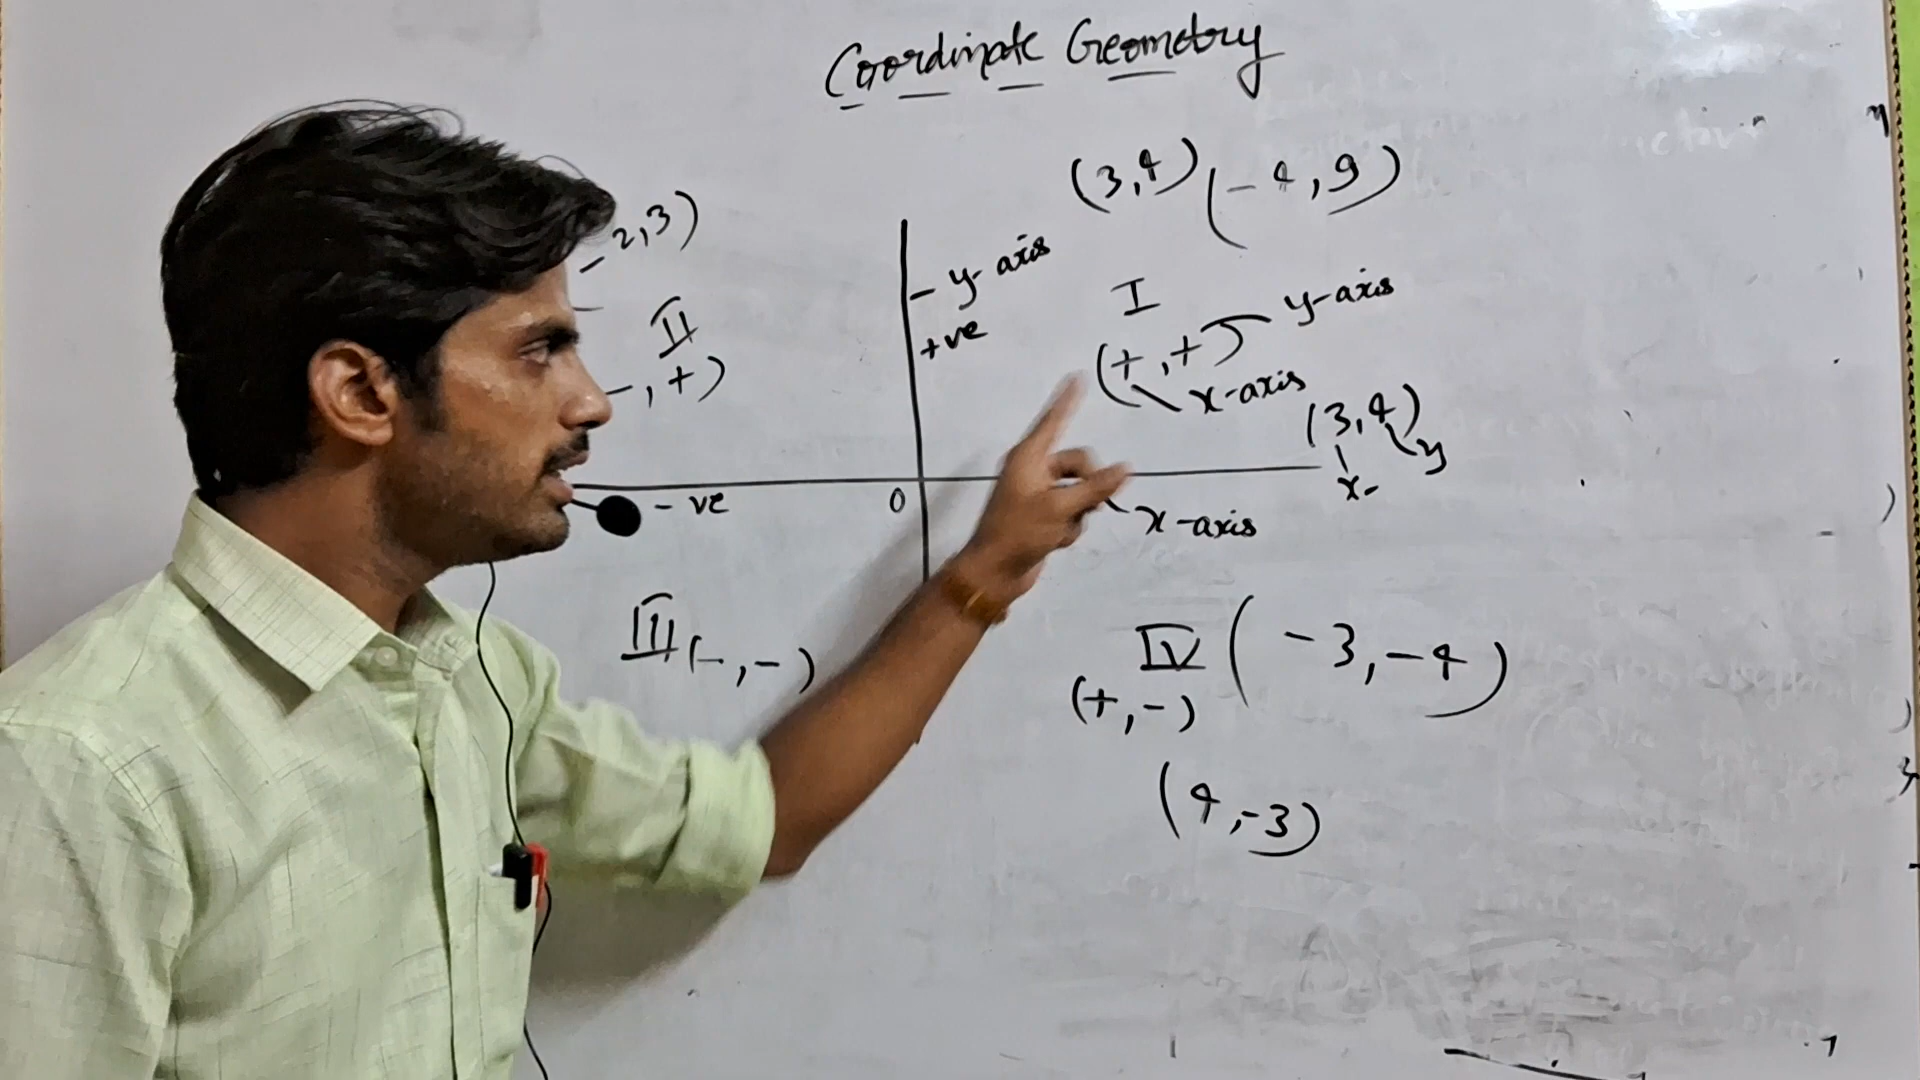 Coordinate Geometry
(3,4) (-4,9)
-2,3)
y-axis
+ve
I
(+,+) y-axis
x-axis
II
-,+)
(3,4)
y
x-
-ve
0
x-axis
III (-,-)
IV (-3,-4)
(+,-)
(4,-3)